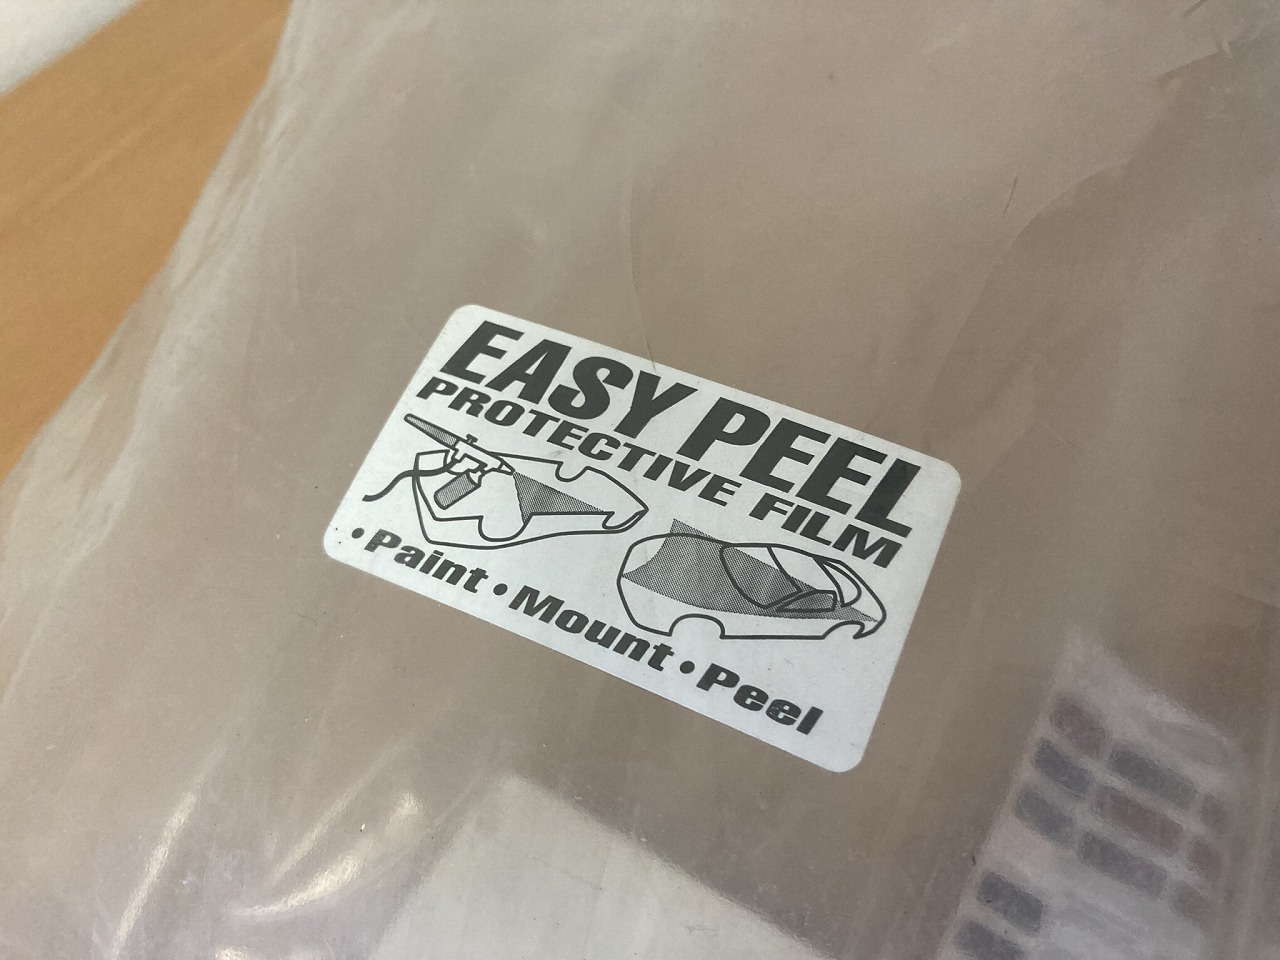 EASY PEEL
PROTECTIVE FILM
•Paint •Mount •Peel